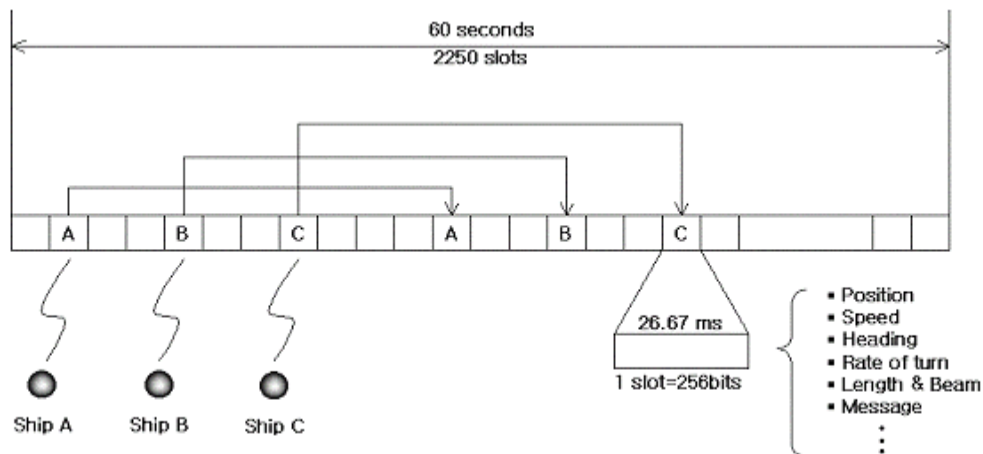 60 seconds
2250 slots
A B C A B C
26.67 ms
1 slot=256bits
▪ Position
▪ Speed
▪ Heading
▪ Rate of turn
▪ Length & Beam
▪ Message
Ship A Ship B Ship C